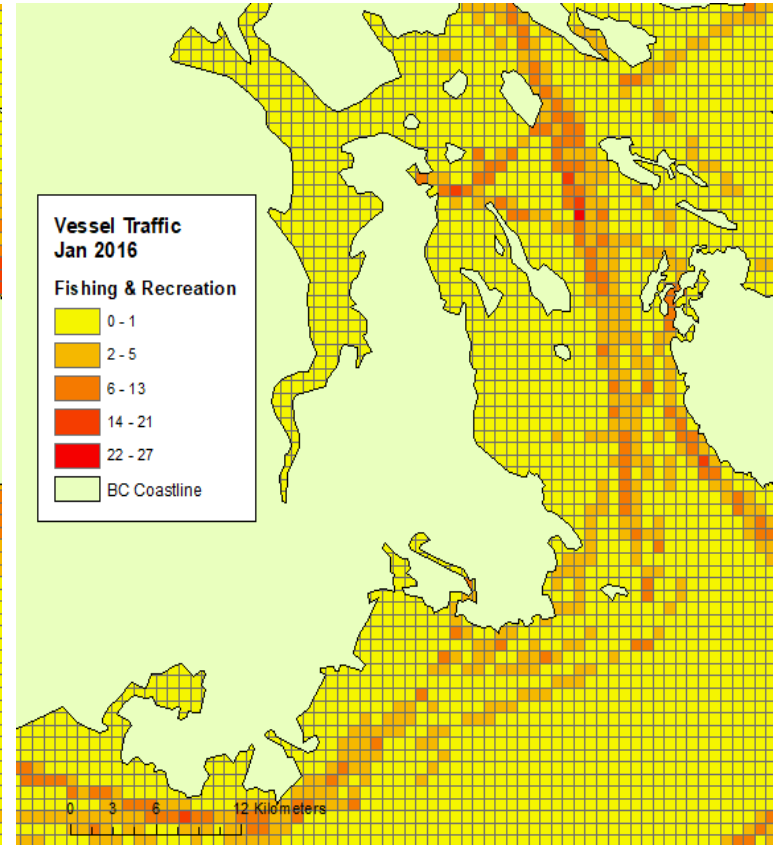 Vessel Traffic
Jan 2016
Fishing & Recreation
0 - 1
2 - 5
6 - 13
14 - 21
22 - 27
BC Coastline
0 3 6 12 Kilometers